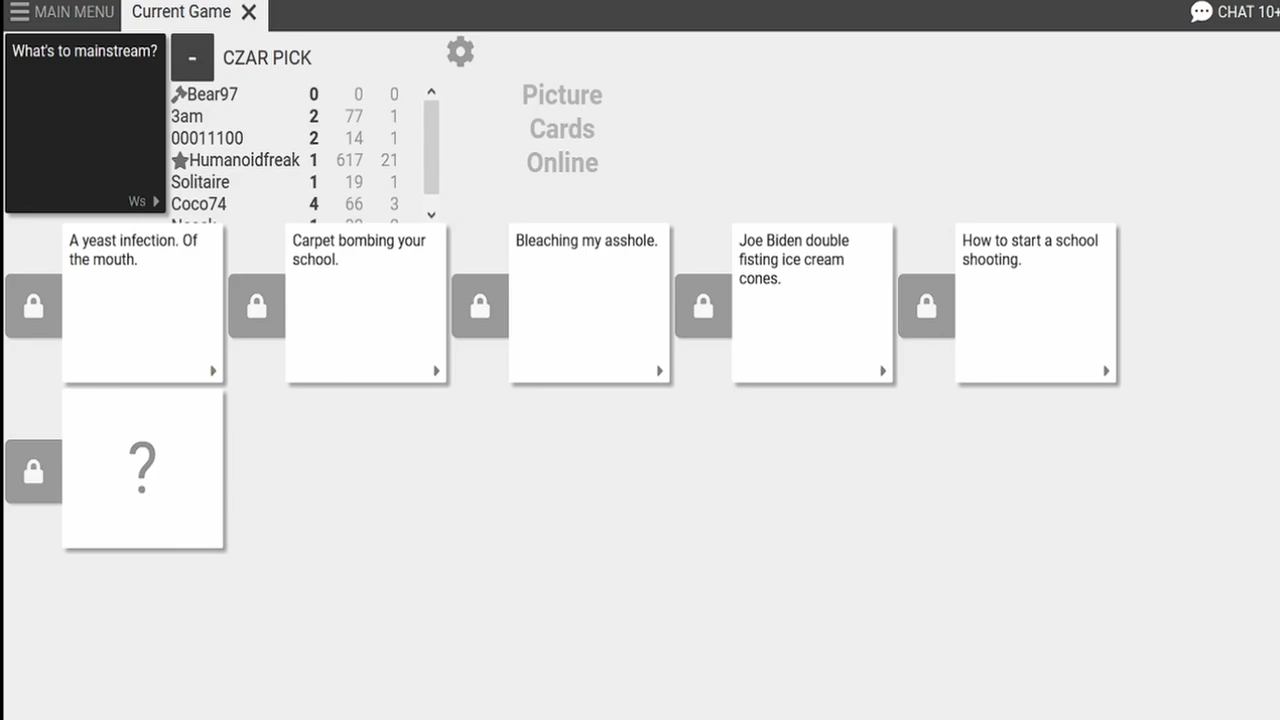 MAIN MENU
Current Game
CHAT 10+
What's to mainstream?
Ws
-
CZAR PICK
Bear97 0 0 0
3am 2 77 1
00011100 2 14 1
Humanoidfreak 1 617 21
Solitaire 1 19 1
Coco74 4 66 3
Picture
Cards
Online
A yeast infection. Of
the mouth.
Carpet bombing your
school.
Bleaching my asshole.
Joe Biden double
fisting ice cream
cones.
How to start a school
shooting.
?